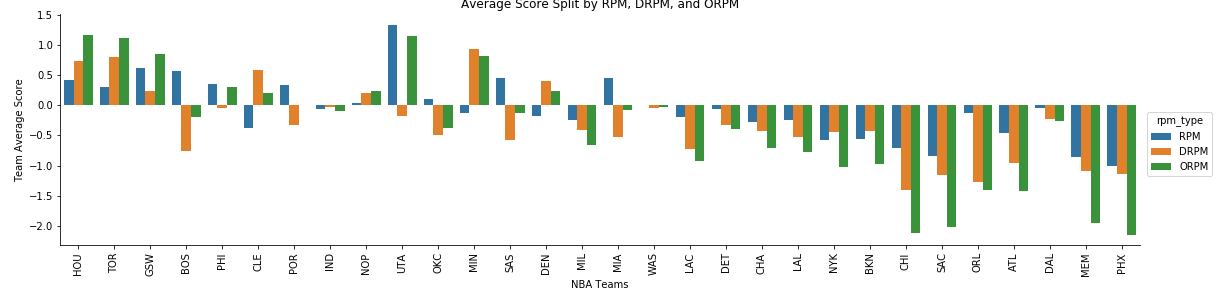 Average Score Split by RPM, DRPM, and ORPM
1.5
1.0
0.5
0.0
−0.5
−1.0
−1.5
−2.0
Team Average Score
HOU
TOR
GSW
BOS
PHI
CLE
POR
IND
NOP
UTA
OKC
MIN
SAS
DEN
MIL
MIA
WAS
LAC
DET
CHA
LAL
NYK
BKN
CHI
SAC
ORL
ATL
DAL
MEM
PHX
NBA Teams
rpm_type
RPM
DRPM
ORPM